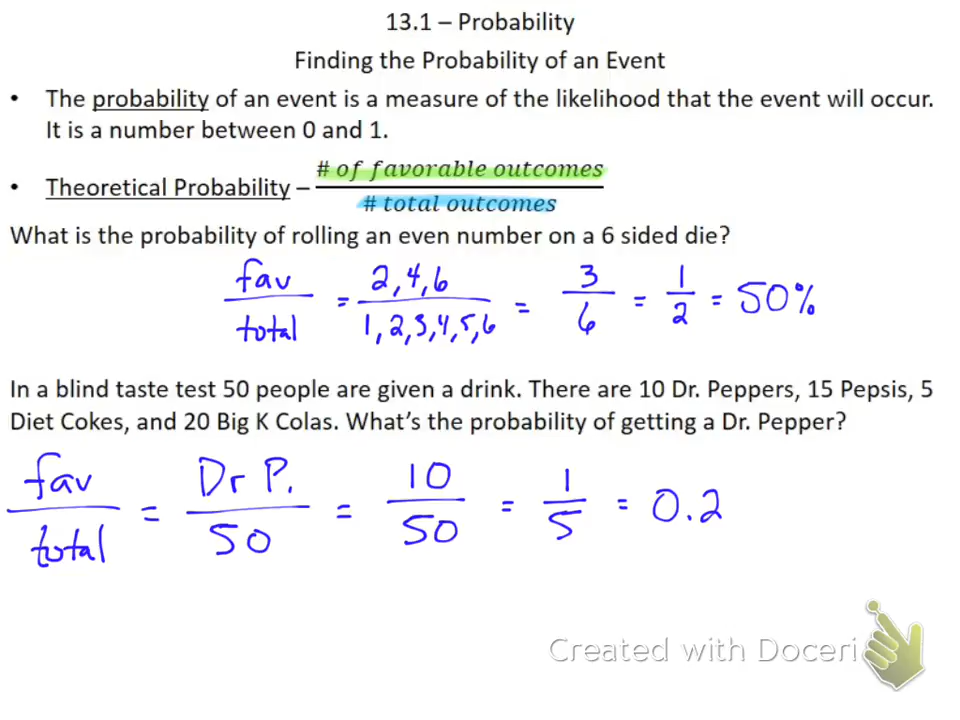 13.1 – Probability
Finding the Probability of an Event
• The probability of an event is a measure of the likelihood that the event will occur.
It is a number between 0 and 1.
• Theoretical Probability – # of favorable outcomes / # total outcomes
What is the probability of rolling an even number on a 6 sided die?
fav / total = 2, 4, 6 / 1, 2, 3, 4, 5, 6 = 3 / 6 = 1 / 2 = 50%
In a blind taste test 50 people are given a drink. There are 10 Dr. Peppers, 15 Pepsis, 5
Diet Cokes, and 20 Big K Colas. What’s the probability of getting a Dr. Pepper?
fav / total = Dr P. / 50 = 10 / 50 = 1 / 5 = 0.2
Created with Doceri